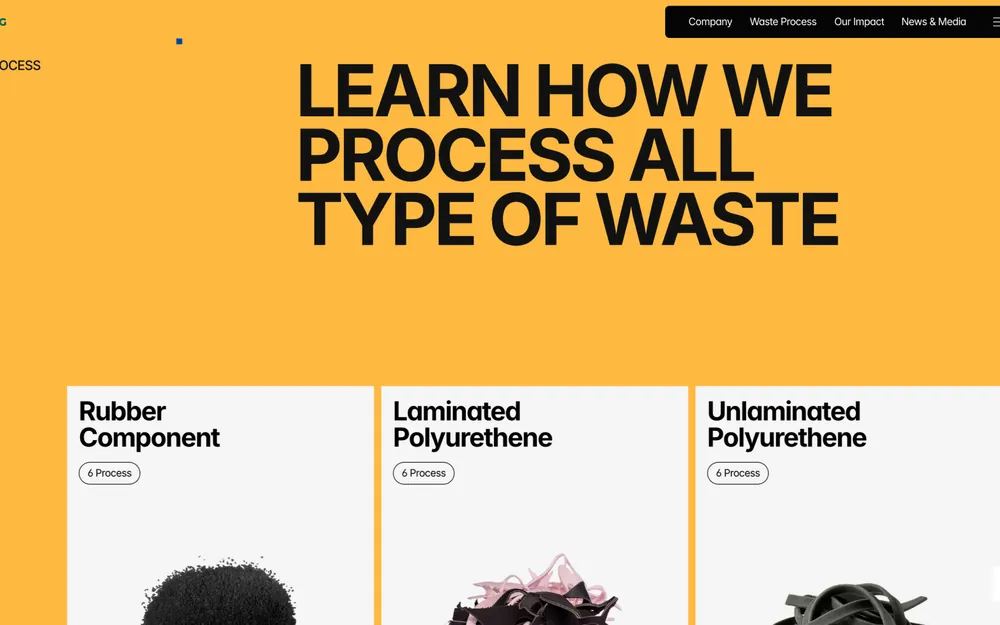 G
Company Waste Process Our Impact News & Media
OCESS
LEARN HOW WE
PROCESS ALL
TYPE OF WASTE
Rubber
Component
6 Process
Laminated
Polyurethene
6 Process
Unlaminated
Polyurethene
6 Process